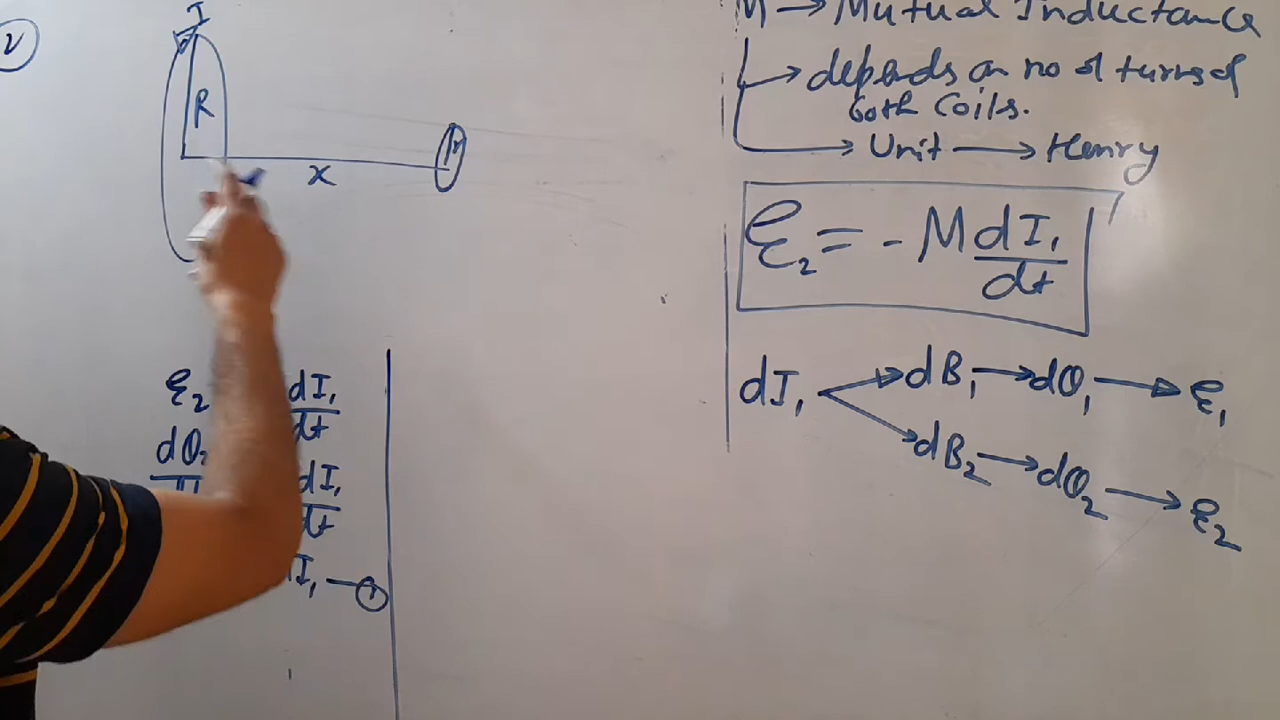 I
R
x
r
ε₂ dI₁/dt
dΦ₂ dI₁/dt
I₁ — ①
M → Mutual Inductance
→ depends on no of turns of
both Coils.
→ Unit → Henry
ε₂ = - M dI₁/dt
dI₁ → dB₁ → dΦ₁ → ε₁
→ dB₂ → dΦ₂ → ε₂